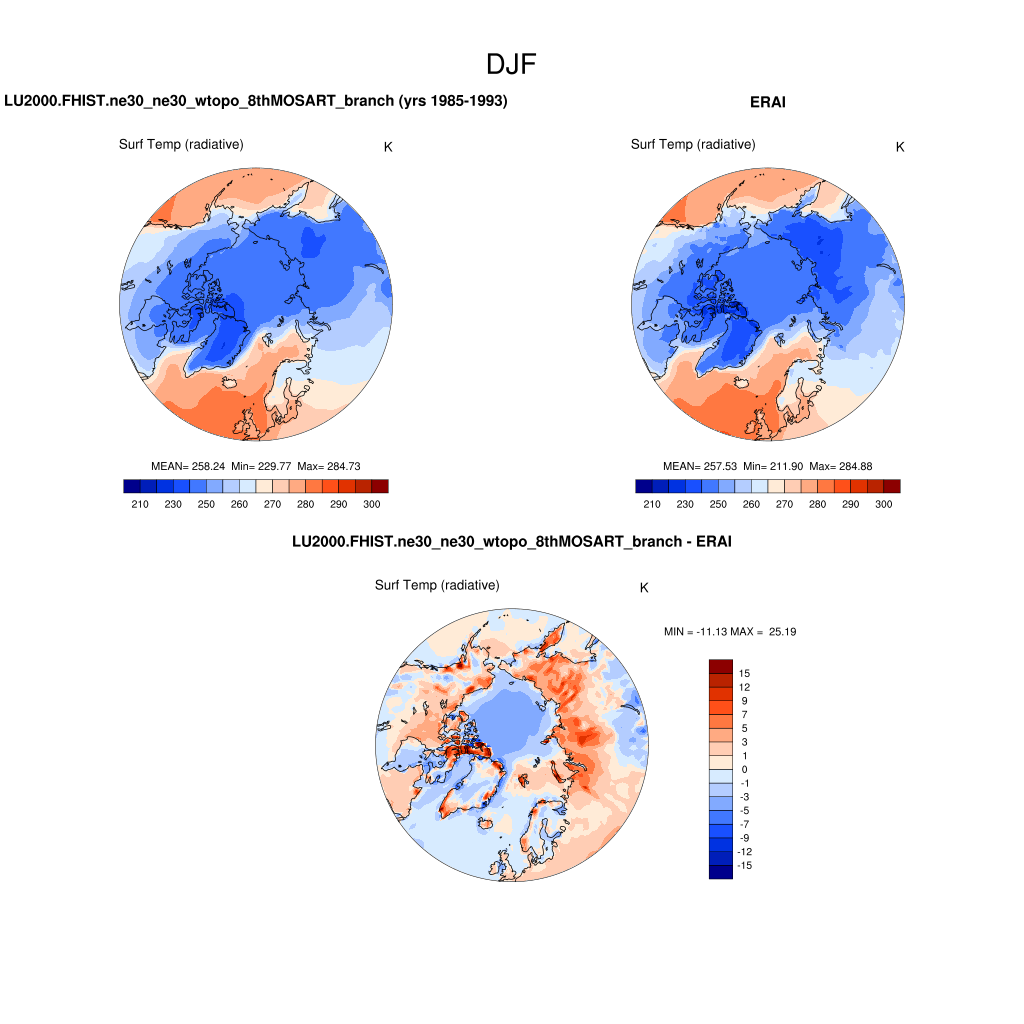 DJF
LU2000.FHIST.ne30_ne30_wtopo_8thMOSART_branch (yrs 1985-1993)
ERAI
Surf Temp (radiative) K
Surf Temp (radiative) K
MEAN= 258.24 Min= 229.77 Max= 284.73
MEAN= 257.53 Min= 211.90 Max= 284.88
210 230 250 260 270 280 290 300
210 230 250 260 270 280 290 300
LU2000.FHIST.ne30_ne30_wtopo_8thMOSART_branch - ERAI
Surf Temp (radiative) K
MIN = -11.13 MAX = 25.19
15
12
9
7
5
3
1
0
-1
-3
-5
-7
-9
-12
-15